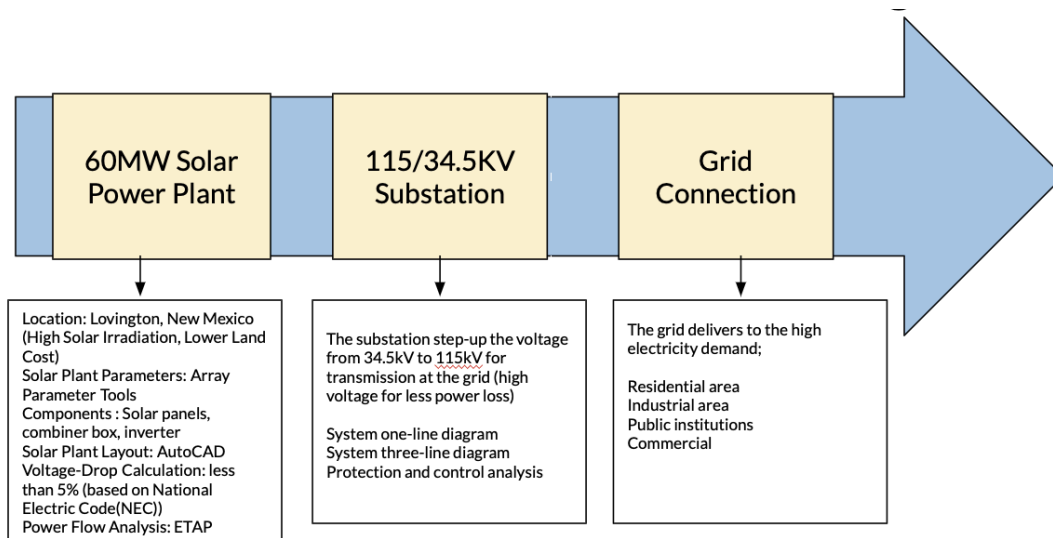 60MW Solar
Power Plant
115/34.5KV
Substation
Grid
Connection
Location: Lovington, New Mexico
(High Solar Irradiation, Lower Land
Cost)
Solar Plant Parameters: Array
Parameter Tools
Components : Solar panels,
combiner box, inverter
Solar Plant Layout: AutoCAD
Voltage-Drop Calculation: less
than 5% (based on National
Electric Code(NEC))
Power Flow Analysis: ETAP
The substation step-up the voltage
from 34.5kV to 115kV for
transmission at the grid (high
voltage for less power loss)
System one-line diagram
System three-line diagram
Protection and control analysis
The grid delivers to the high
electricity demand;
Residential area
Industrial area
Public institutions
Commercial